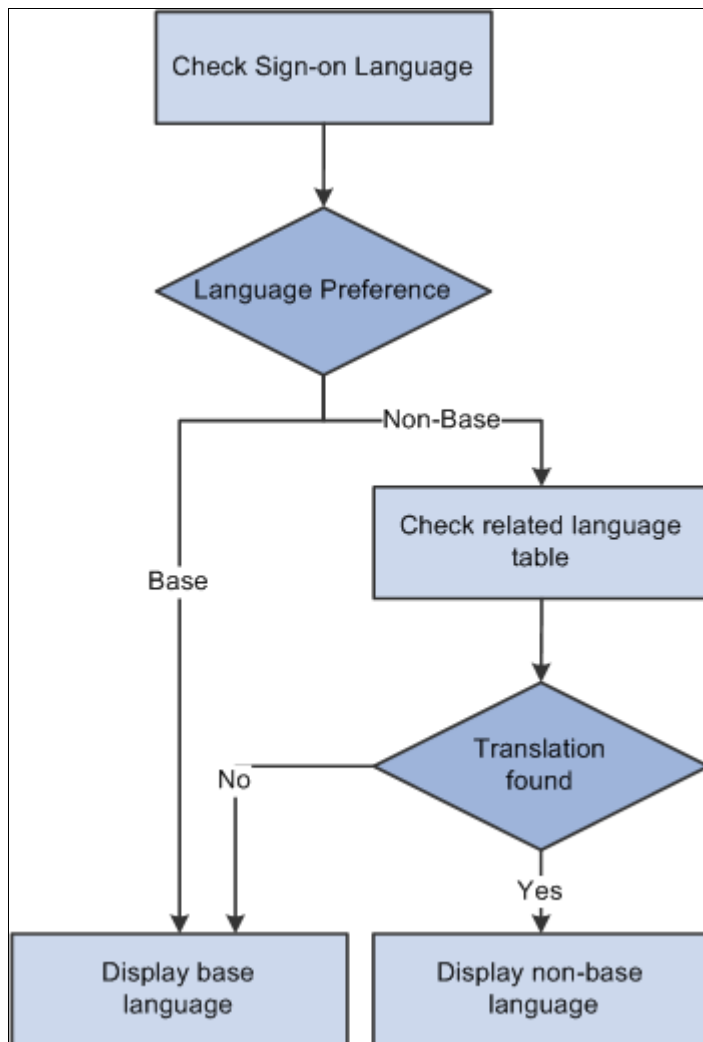 Check Sign-on Language
Language Preference
Non-Base
Check related language
table
Base
Translation
found
No
Yes
Display base
language
Display non-base
language